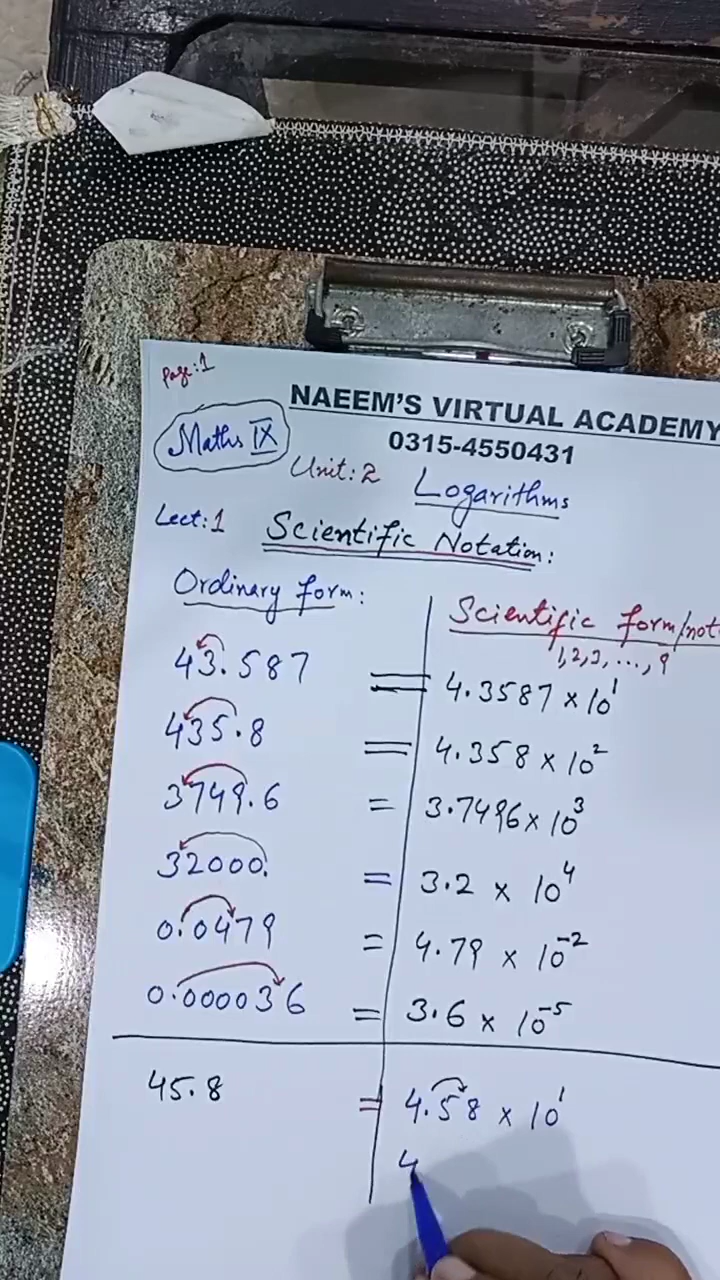 Page:1
NAEEM'S VIRTUAL ACADEMY
0315-4550431
Maths IX
Unit:2 Logarithms
Lect:1 Scientific Notation:
Ordinary form:
Scientific form/not
1,2,3,...,9
43.587 = 4.3587 × 10¹
435.8 = 4.358 × 10²
3749.6 = 3.7496 × 10³
32000. = 3.2 × 10⁴
0.0479 = 4.79 × 10⁻²
0.000036 = 3.6 × 10⁻⁵
45.8 = 4.58 × 10¹
4